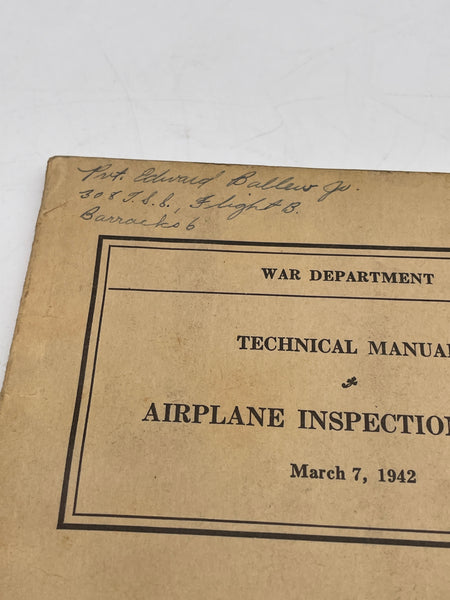 Pvt. Edward Ballew Jr.
308 T.S.S., Flight B.
Barracks 6
WAR DEPARTMENT
TECHNICAL MANUAL
AIRPLANE INSPECTION
March 7, 1942